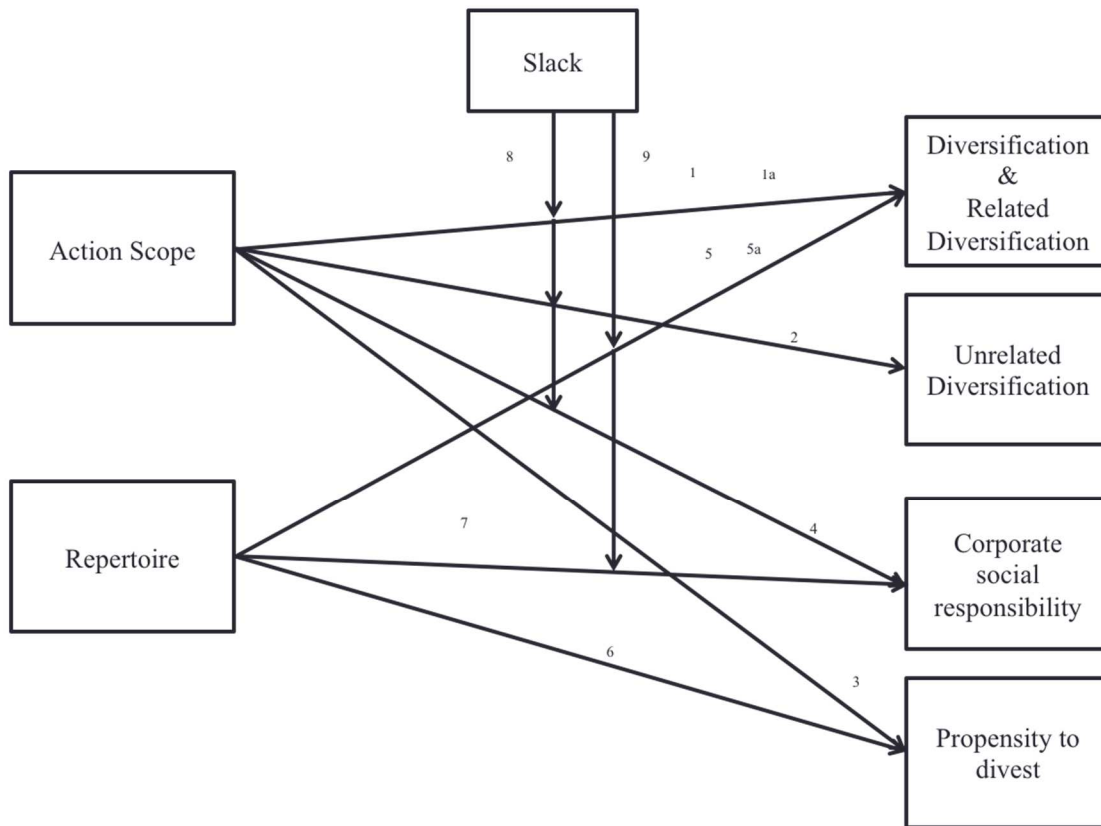 Slack
8
9
1
1a
Diversification
&
Related
Diversification
Action Scope
5
5a
2
Unrelated
Diversification
Repertoire
7
4
Corporate
social
responsibility
6
3
Propensity to
divest